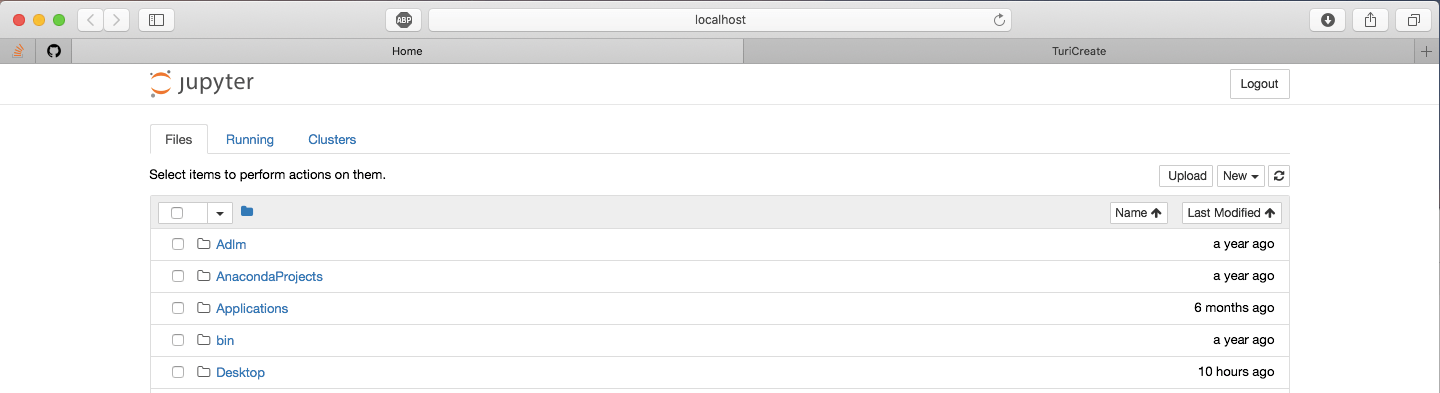 ABP
localhost
Home
TuriCreate
jupyter
Logout
Files
Running
Clusters
Select items to perform actions on them.
Upload
New
Name
Last Modified
Adlm
a year ago
AnacondaProjects
a year ago
Applications
6 months ago
bin
a year ago
Desktop
10 hours ago